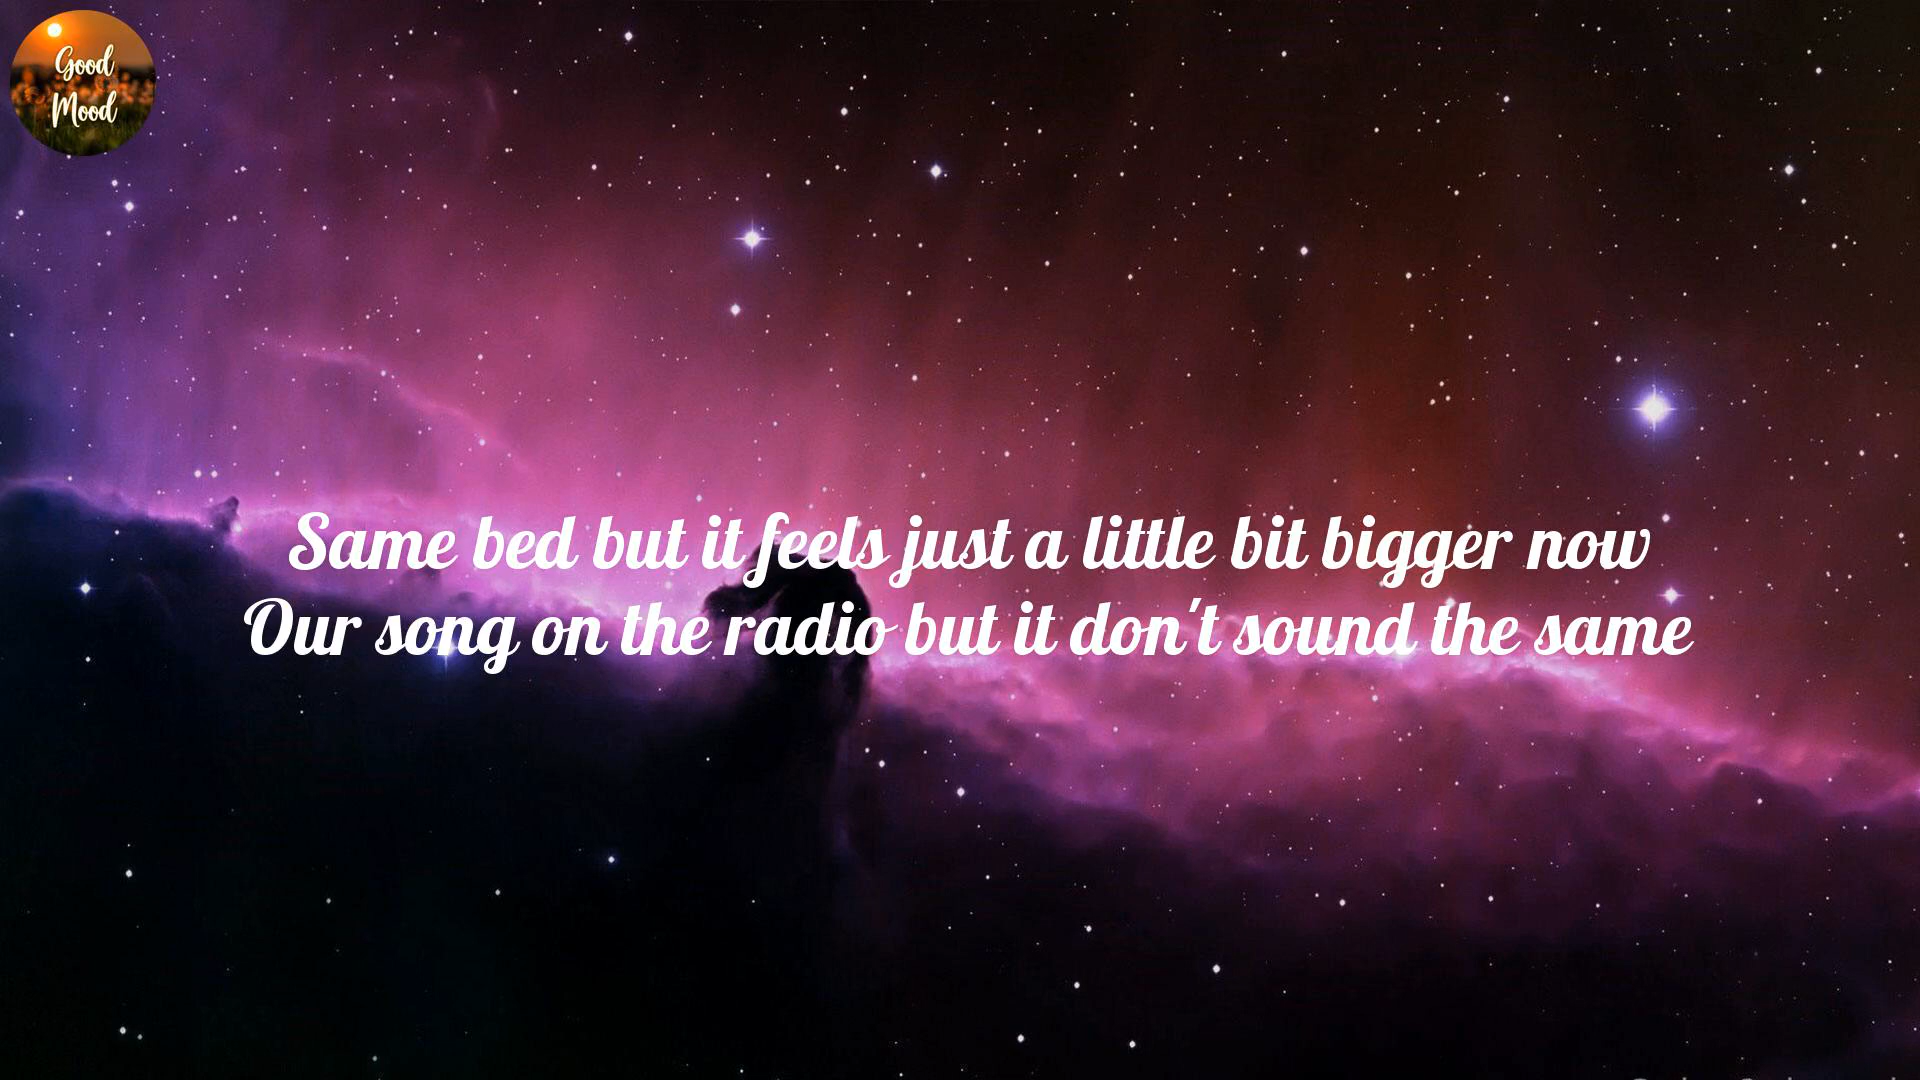 Good
Mood
Same bed but it feels just a little bit bigger now
Our song on the radio but it don't sound the same